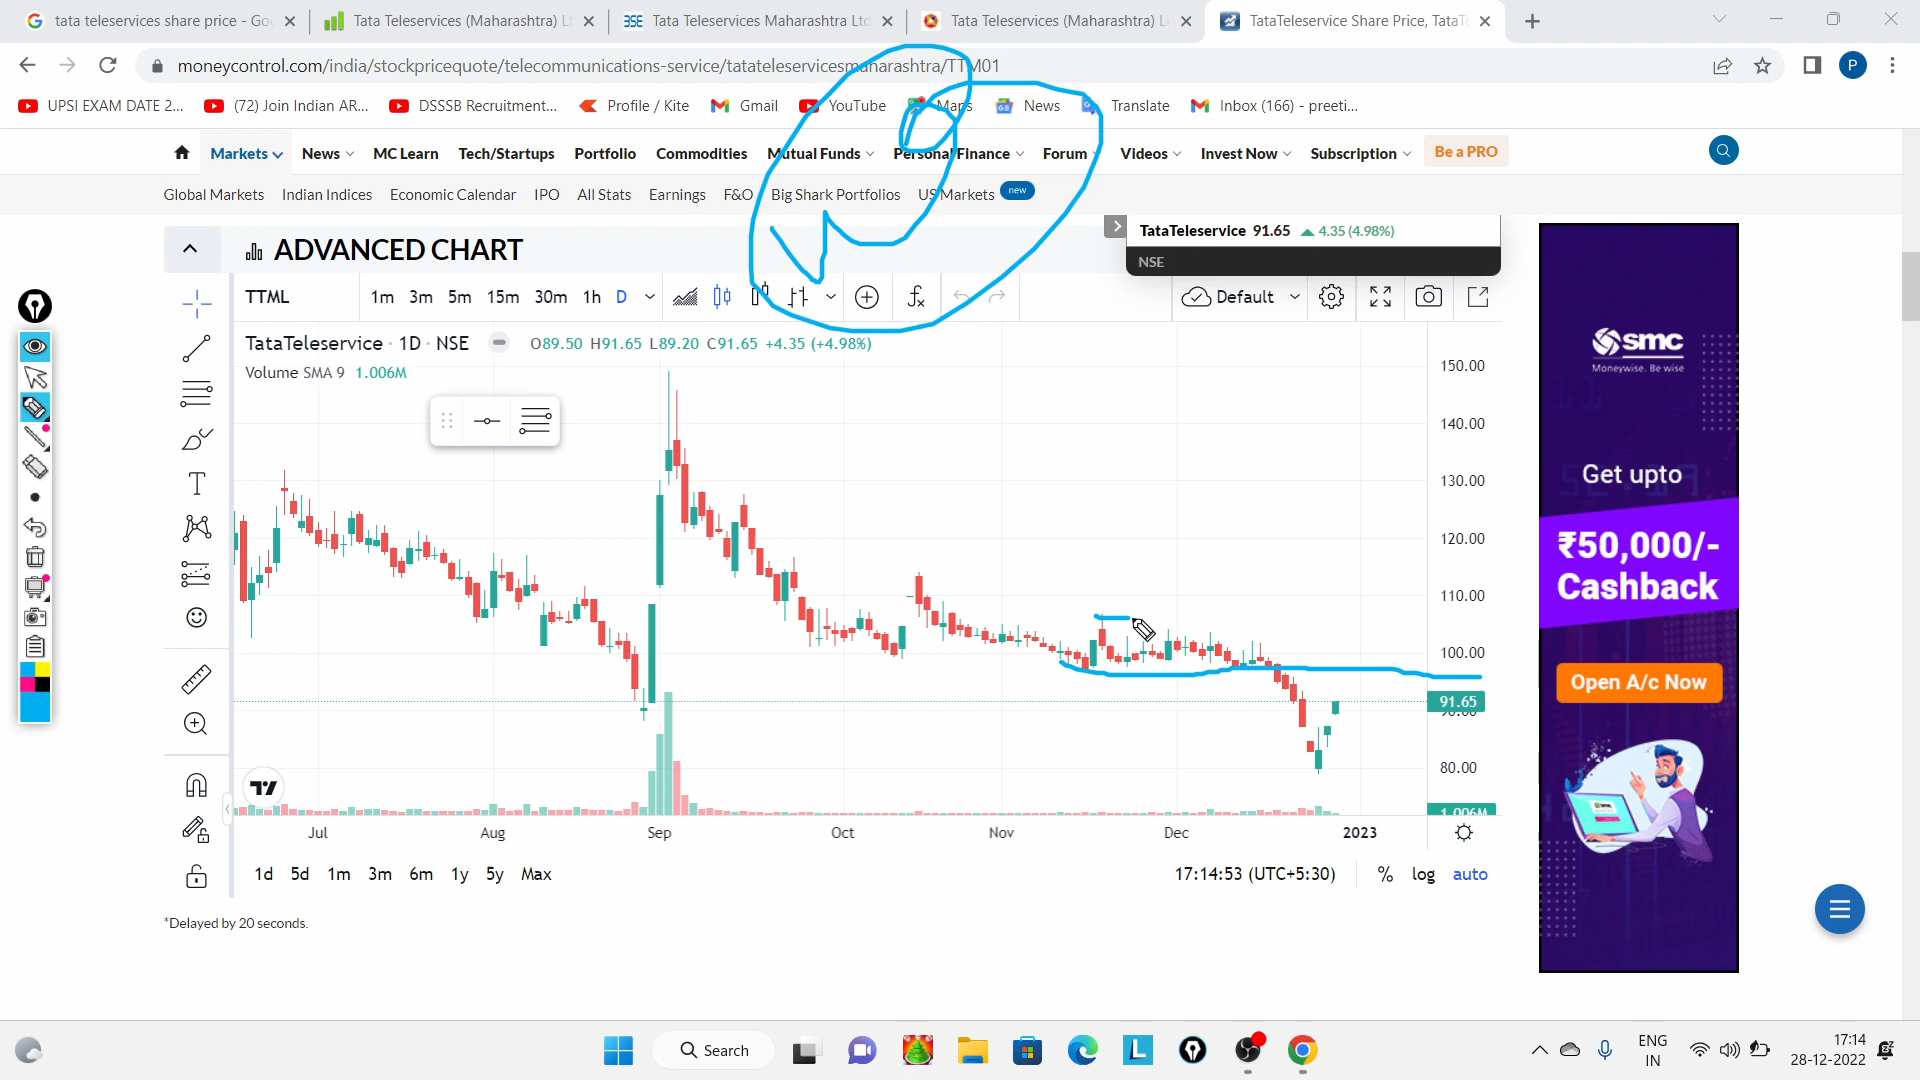 tata teleservices share price - Goo
Tata Teleservices (Maharashtra) Lt
BSE Tata Teleservices Maharashtra Ltd
Tata Teleservices (Maharashtra) Li
TataTeleservice Share Price, TataTe
moneycontrol.com/india/stockpricequote/telecommunications-service/tatateleservicesmaharashtra/TTM01
P
UPSI EXAM DATE 2...
(72) Join Indian AR...
DSSSB Recruitment...
Profile / Kite
Gmail
YouTube
Maps
News
Translate
Inbox (166) - preeti...
Markets
News
MC Learn
Tech/Startups
Portfolio
Commodities
Mutual Funds
Personal Finance
Forum
Videos
Invest Now
Subscription
Be a PRO
Global Markets
Indian Indices
Economic Calendar
IPO
All Stats
Earnings
F&O
Big Shark Portfolios
US Markets
new
TataTeleservice 91.65 4.35 (4.98%)
NSE
ADVANCED CHART
TTML
1m 3m 5m 15m 30m 1h D
Default
TataTeleservice · 1D · NSE
O89.50 H91.65 L89.20 C91.65 +4.35 (+4.98%)
Volume SMA 9 1.006M
150.00
140.00
130.00
120.00
110.00
100.00
91.65
90.00
80.00
1.006M
Jul Aug Sep Oct Nov Dec 2023
1d 5d 1m 3m 6m 1y 5y Max
17:14:53 (UTC+5:30)
% log auto
*Delayed by 20 seconds.
smc
Moneywise. Be wise
Get upto
₹50,000/-
Cashback
Open A/c Now
Search
L
ENG
IN
17:14
28-12-2022